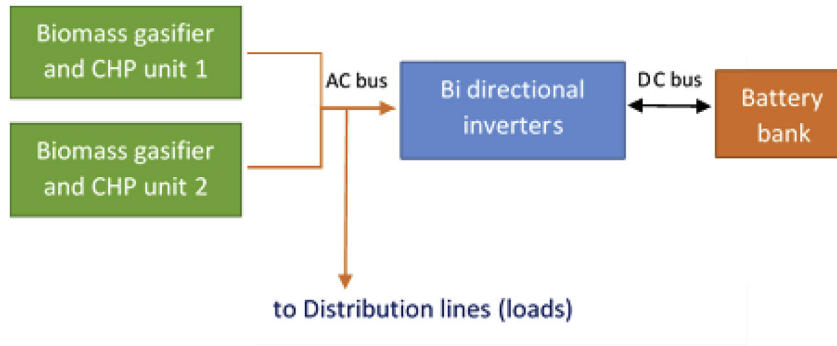 Biomass gasifier
and CHP unit 1
AC bus
Bi directional
inverters
DC bus
Battery
bank
Biomass gasifier
and CHP unit 2
to Distribution lines (loads)